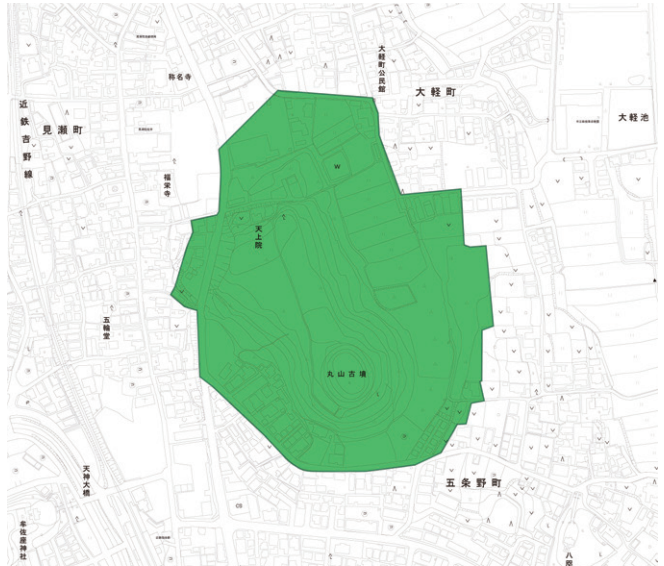 称名寺
大軽町公民館
大軽町
大軽池
近鉄吉野線
見瀬町
W
福栄寺
天上院
五輪堂
丸山古墳
五条野町
天神大橋
牟佐座神社
八